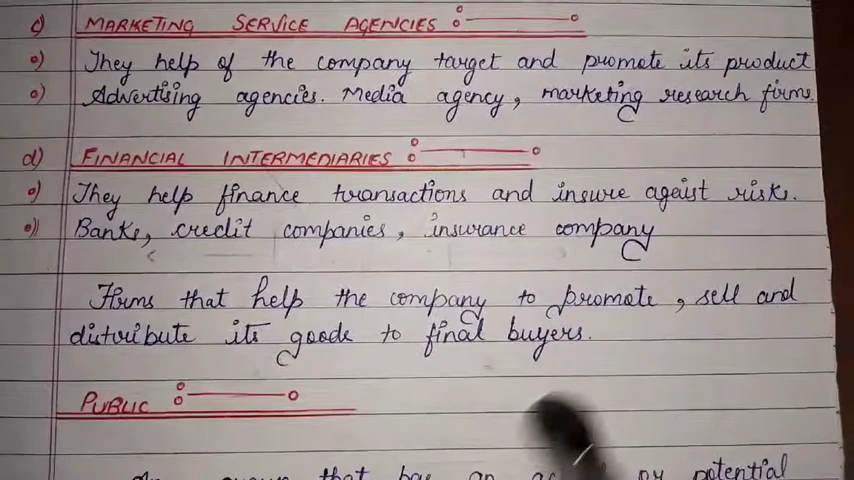 c) MARKETING SERVICE AGENCIES
o) They help of the company target and promote its product
o) Advertising agencies. Media agency, marketing research firms.
d) FINANCIAL INTERMEDIARIES
o) They help finance transactions and insure ageist risks.
o)) Banks, credit companies, insurance company
Firms that help the company to promote, sell and
distribute its goods to final buyers.
PUBLIC
that has an or potential